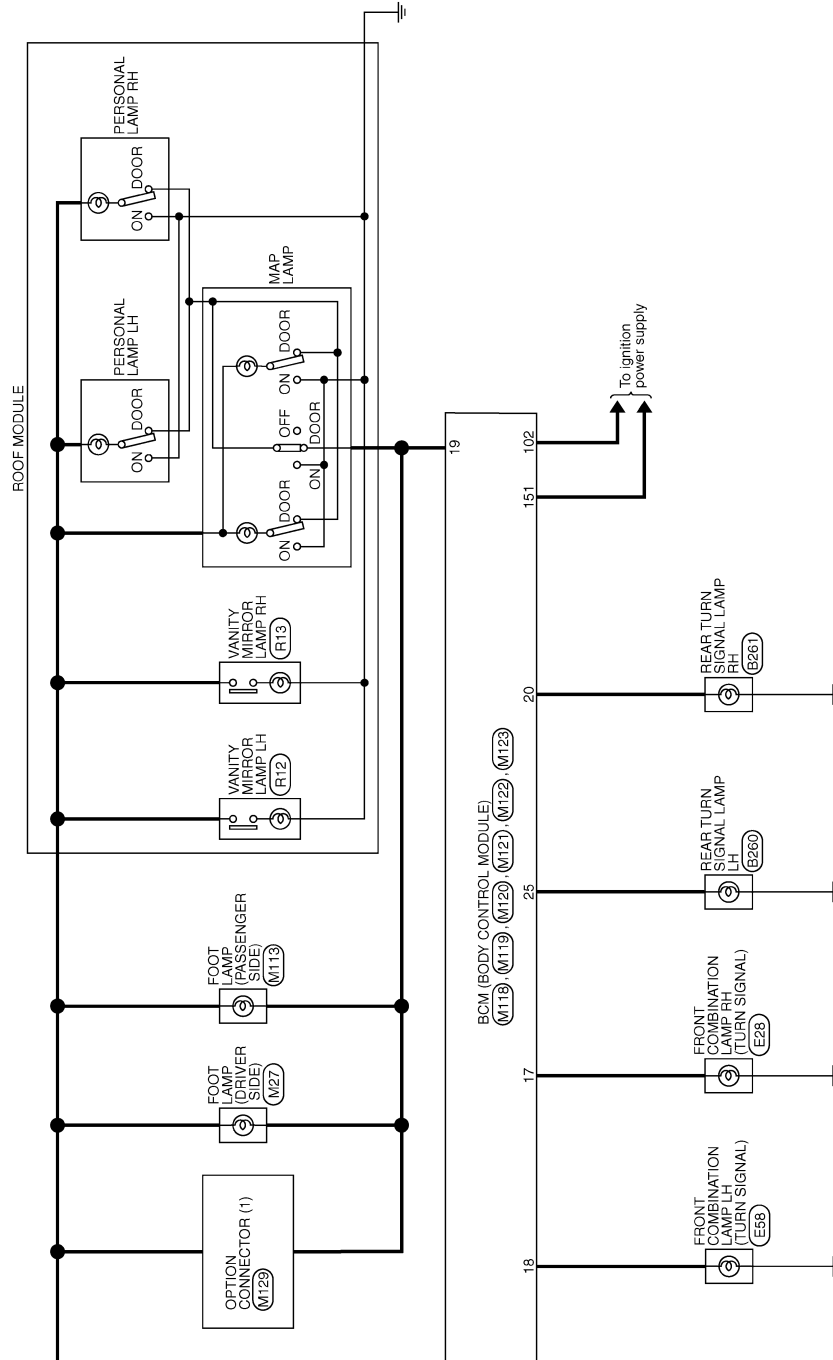 ROOF MODULE
PERSONAL
LAMP RH
ON
DOOR
PERSONAL
LAMP LH
ON
DOOR
MAP
LAMP
ON
DOOR
OFF
DOOR
ON
ON
DOOR
VANITY
MIRROR
LAMP RH
R13
VANITY
MIRROR
LAMP LH
R12
FOOT
LAMP
(PASSENGER
SIDE)
M113
FOOT
LAMP
(DRIVER
SIDE)
M27
OPTION
CONNECTOR (1)
M129
BCM (BODY CONTROL MODULE)
M118 , M119 , M120 , M121 , M122 , M123
19
102
151
20
25
17
18
To ignition
power supply
REAR TURN
SIGNAL LAMP
RH
B261
REAR TURN
SIGNAL LAMP
LH
B260
FRONT
COMBINATION
LAMP RH
(TURN SIGNAL)
E28
FRONT
COMBINATION
LAMP LH
(TURN SIGNAL)
E58